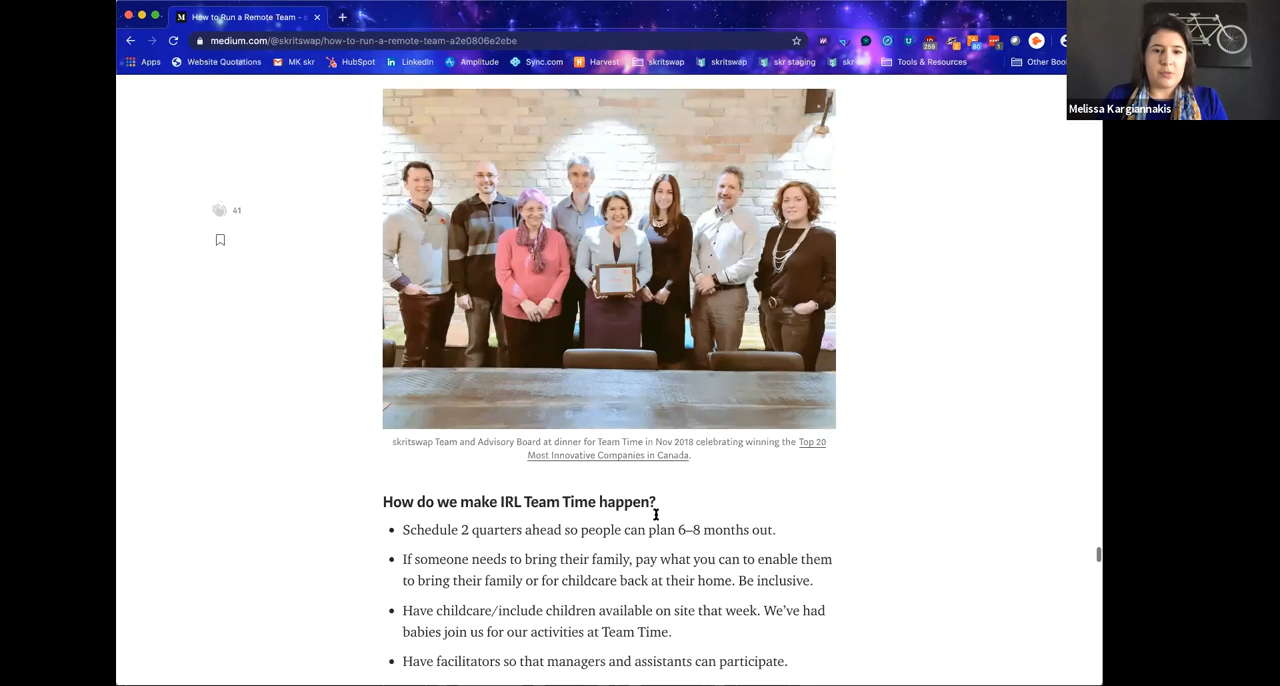 How to Run a Remote Team -
medium.com/@skritswap/how-to-run-a-remote-team-a2e0806e2ebe
Apps Website Quotations MK skr HubSpot LinkedIn Amplitude Sync.com Harvest skritswap skritswap skr staging Tools & Resources Other
Melissa Kargiannakis
41
skritswap Team and Advisory Board at dinner for Team Time in Nov 2018 celebrating winning the Top 20
Most Innovative Companies in Canada.
How do we make IRL Team Time happen?
• Schedule 2 quarters ahead so people can plan 6–8 months out.
• If someone needs to bring their family, pay what you can to enable them
to bring their family or for childcare back at their home. Be inclusive.
• Have childcare/include children available on site that week. We’ve had
babies join us for our activities at Team Time.
• Have facilitators so that managers and assistants can participate.